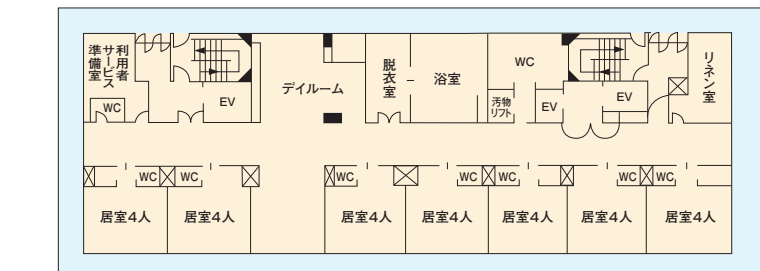 利用者
サービス
準備室
WC
EV
デイルーム
脱衣室
浴室
WC
汚物
リフト
EV
EV
リネン室
WC
WC
WC
WC
WC
WC
WC
居室4人
居室4人
居室4人
居室4人
居室4人
居室4人
居室4人